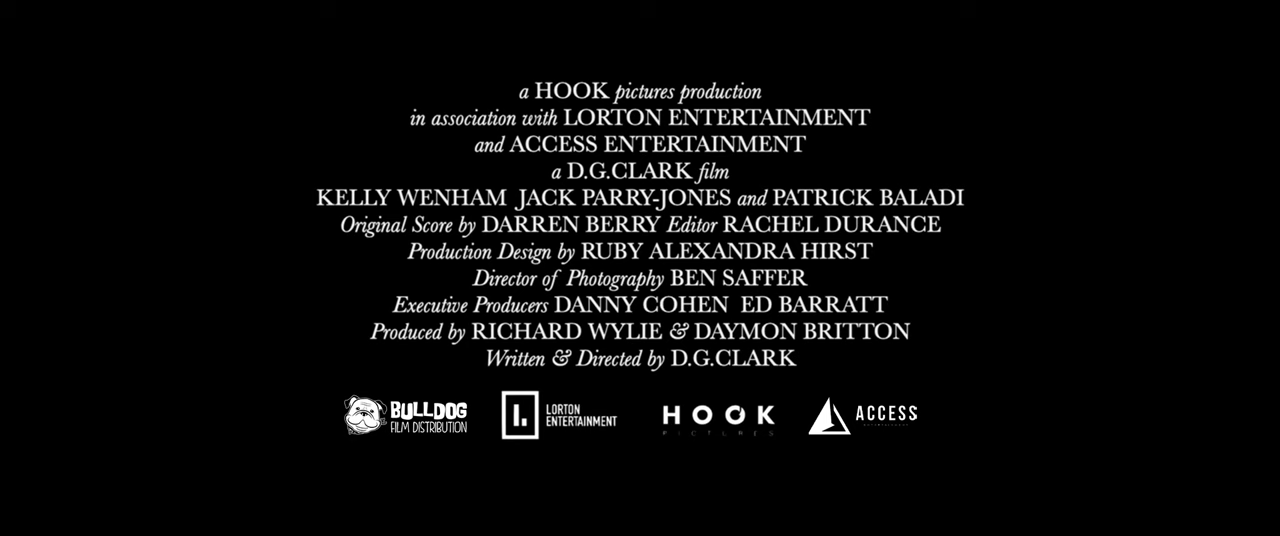 a HOOK pictures production
in association with LORTON ENTERTAINMENT
and ACCESS ENTERTAINMENT
a D.G.CLARK film
KELLY WENHAM JACK PARRY-JONES and PATRICK BALADI
Original Score by DARREN BERRY Editor RACHEL DURANCE
Production Design by RUBY ALEXANDRA HIRST
Director of Photography BEN SAFFER
Executive Producers DANNY COHEN ED BARRATT
Produced by RICHARD WYLIE & DAYMON BRITTON
Written & Directed by D.G.CLARK
BULLDOG
FILM DISTRIBUTION
LORTON
ENTERTAINMENT
HOOK
PICTURES
ACCESS